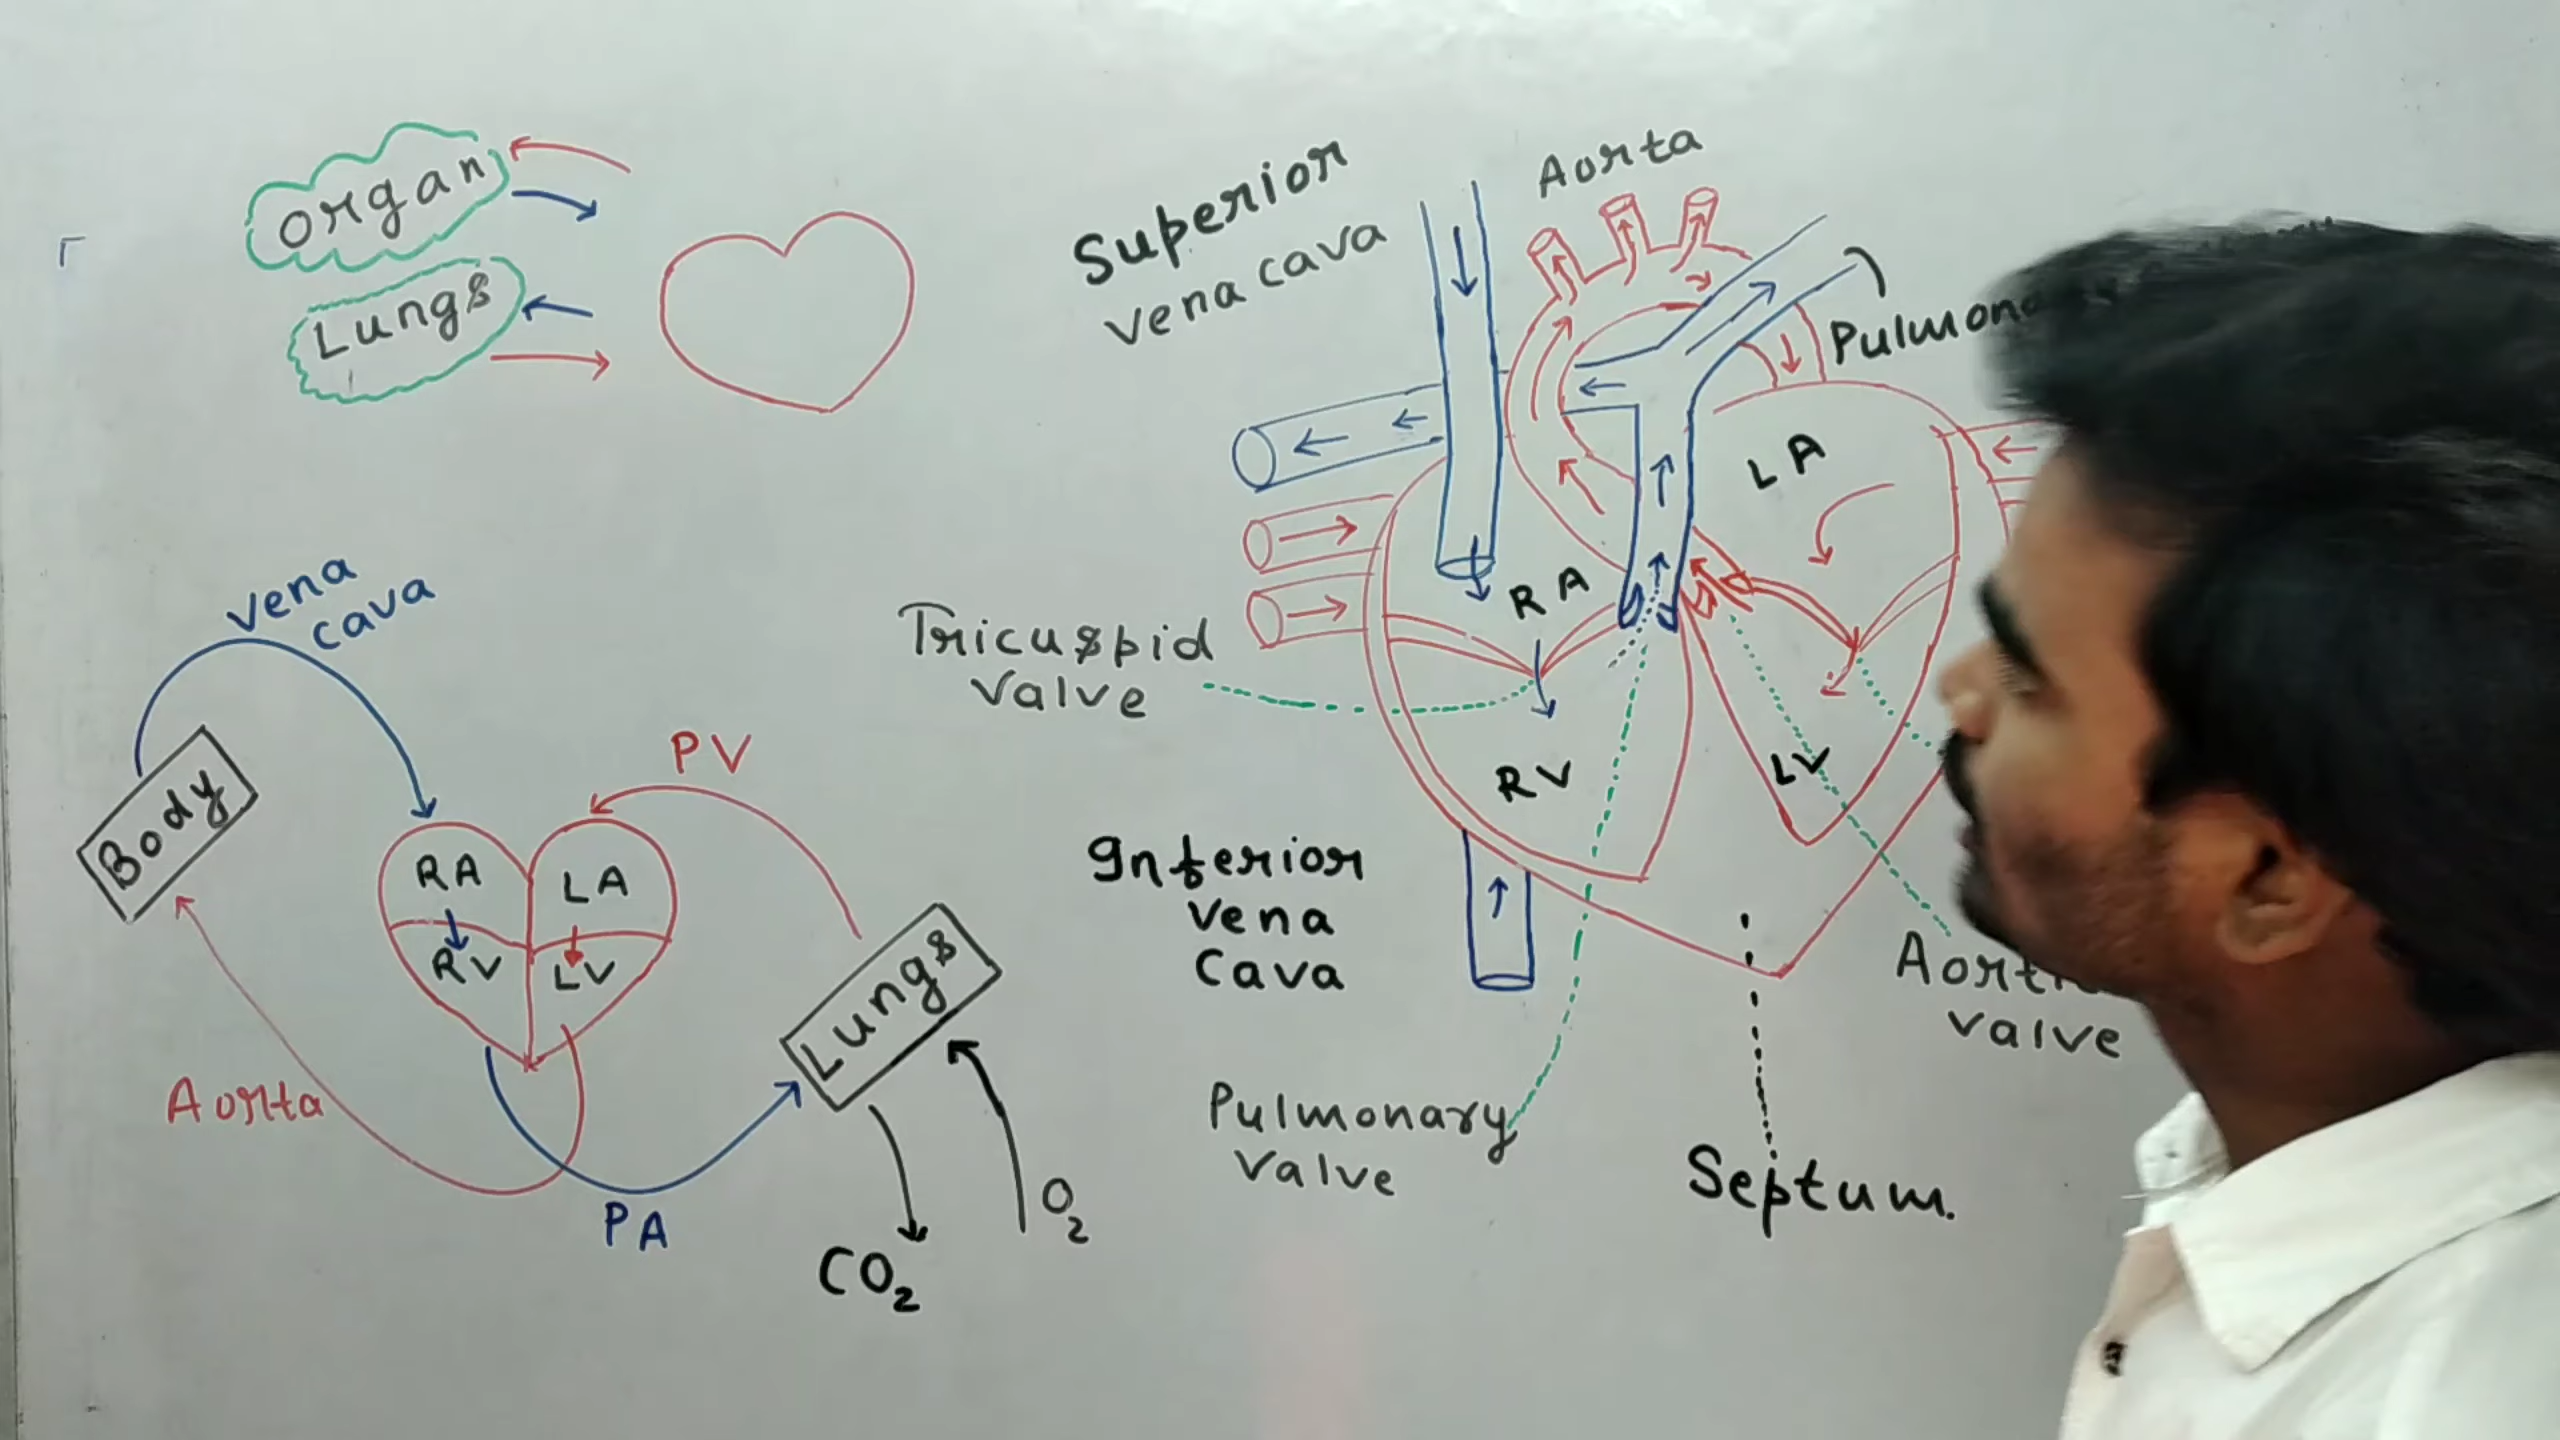 Organ
Lungs
Superior
vena cava
Aorta
LA
RA
Tricuspid
Valve
RV
LV
Inferior
Vena
Cava
Aortic
valve
Pulmonary
Valve
Septum.
Vena
cava
Body
PV
RA
LA
RV
LV
Lungs
Aorta
PA
CO₂
O₂